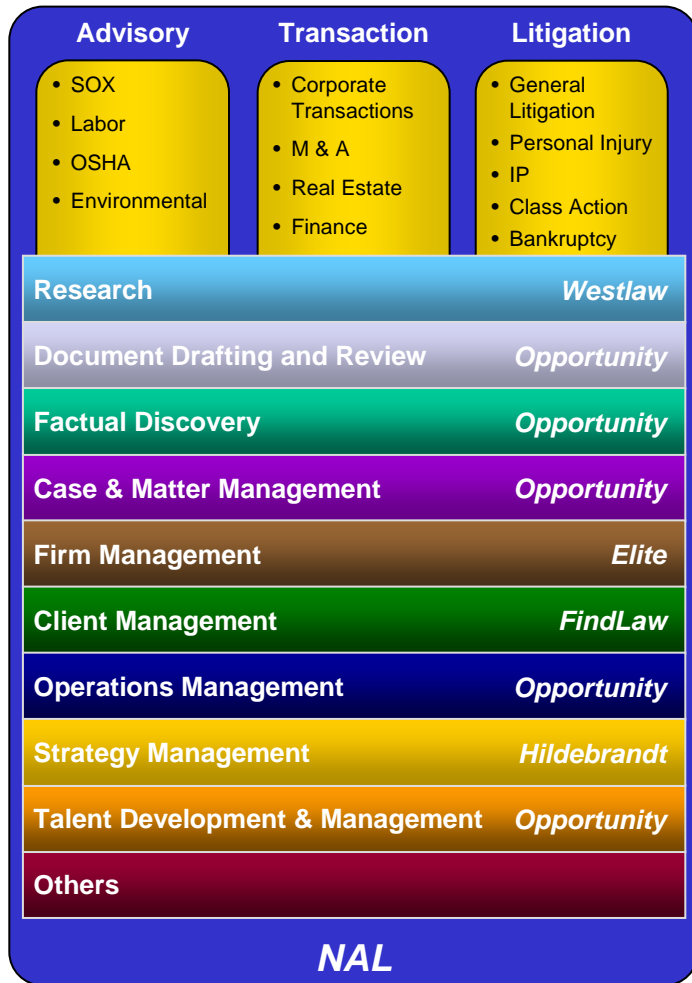 Advisory
• SOX
• Labor
• OSHA
• Environmental
Transaction
• Corporate
Transactions
• M & A
• Real Estate
• Finance
Litigation
• General
Litigation
• Personal Injury
• IP
• Class Action
• Bankruptcy
Research Westlaw
Document Drafting and Review Opportunity
Factual Discovery Opportunity
Case & Matter Management Opportunity
Firm Management Elite
Client Management FindLaw
Operations Management Opportunity
Strategy Management Hildebrandt
Talent Development & Management Opportunity
Others
NAL